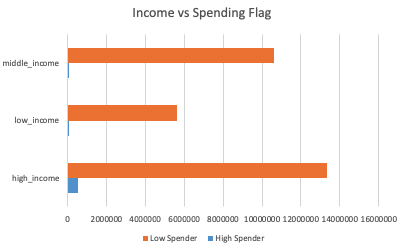 Income vs Spending Flag
middle_income
low_income
high_income
0 2000000 4000000 6000000 8000000 10000000 12000000 14000000 16000000
Low Spender High Spender